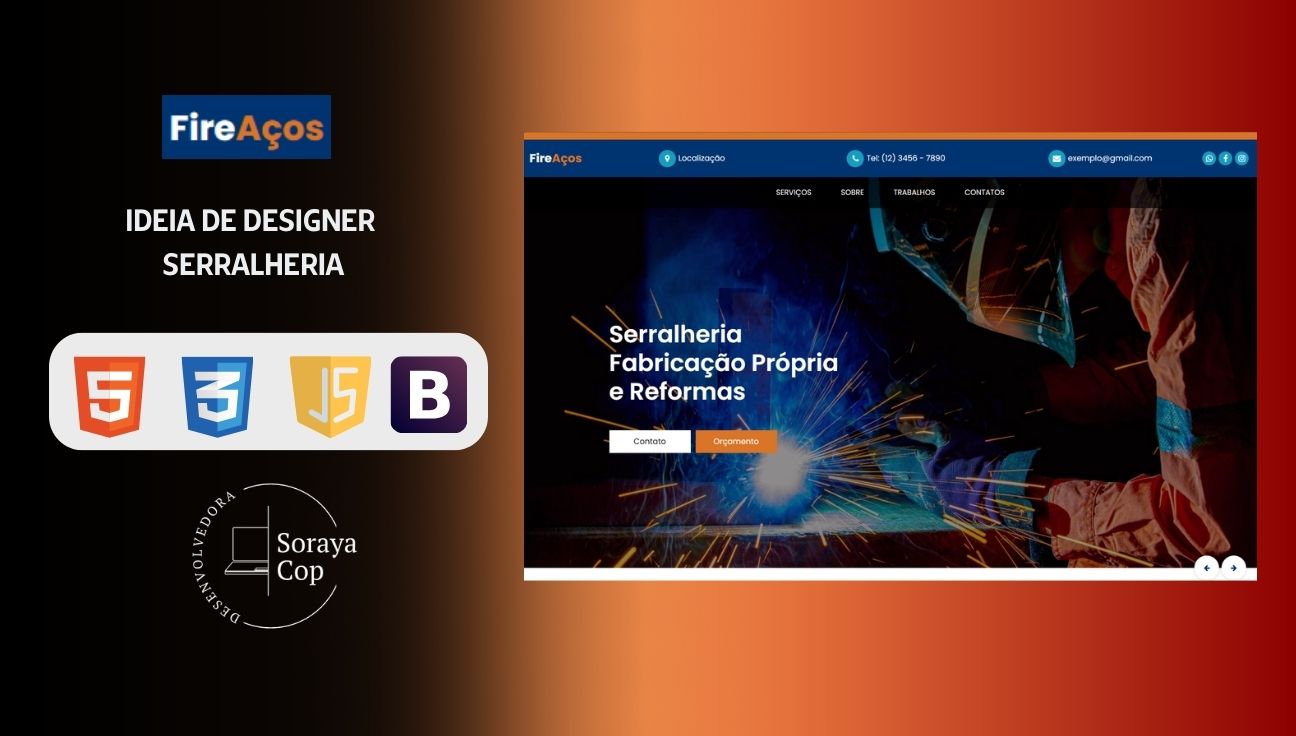 FireAços
IDEIA DE DESIGNER
SERRALHERIA
5
3
JS
B
DESENVOLVEDORA
Soraya
Cop
FireAços
Localização
Tel: (12) 3456 - 7890
exemplo@gmail.com
SERVIÇOS
SOBRE
TRABALHOS
CONTATOS
Serralheria
Fabricação Própria
e Reformas
Contato
Orçamento